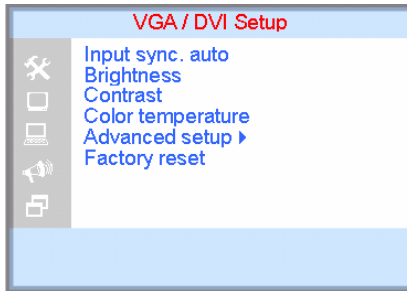 VGA / DVI Setup
Input sync. auto
Brightness
Contrast
Color temperature
Advanced setup
Factory reset